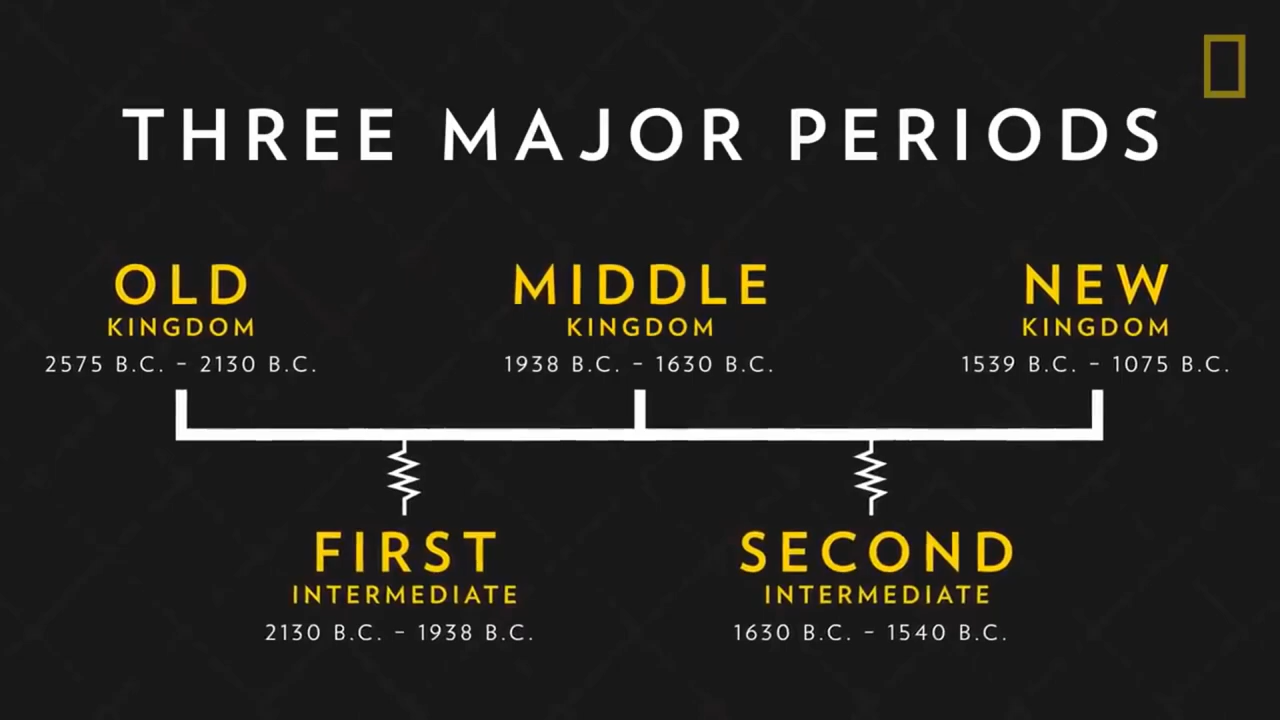 THREE MAJOR PERIODS
OLD
KINGDOM
2575 B.C. – 2130 B.C.
MIDDLE
KINGDOM
1938 B.C. – 1630 B.C.
NEW
KINGDOM
1539 B.C. – 1075 B.C.
FIRST
INTERMEDIATE
2130 B.C. – 1938 B.C.
SECOND
INTERMEDIATE
1630 B.C. – 1540 B.C.